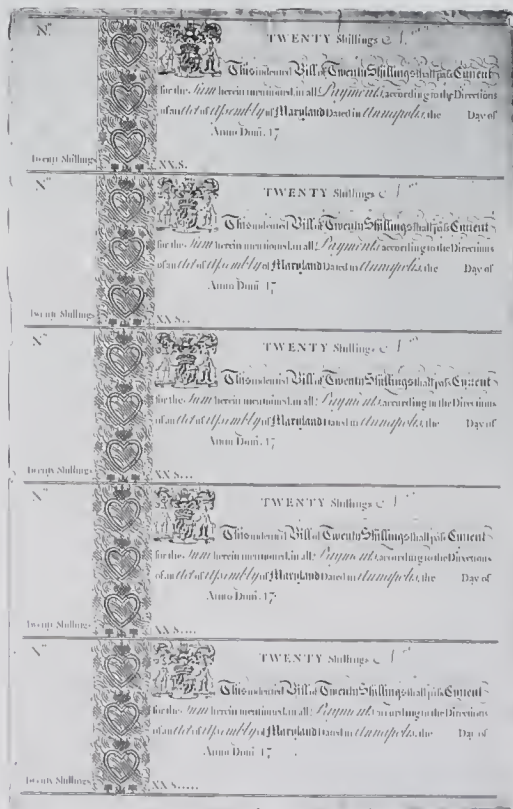 N.º
TWENTY Shillings
This indented Bill of Twenty Shillings shall pass Current
for the Sum herein mentioned, in all Payments, according to the Directions
of an Act of Assembly of Maryland Dated in Annapolis, the Day of
Anno Domi. 17
Twenty Shillings XX.S.
N.º
TWENTY Shillings
This indented Bill of Twenty Shillings shall pass Current
for the Sum herein mentioned, in all Payments, according to the Directions
of an Act of Assembly of Maryland Dated in Annapolis, the Day of
Anno Domi. 17
Twenty Shillings XX S..
N.º
TWENTY Shillings
This indented Bill of Twenty Shillings shall pass Current
for the Sum herein mentioned, in all Payments, according to the Directions
of an Act of Assembly of Maryland Dated in Annapolis, the Day of
Anno Domi. 17
Twenty Shillings XX S...
N.º
TWENTY Shillings
This indented Bill of Twenty Shillings shall pass Current
for the Sum herein mentioned, in all Payments, according to the Directions
of an Act of Assembly of Maryland Dated in Annapolis, the Day of
Anno Domi. 17
Twenty Shillings XX S....
N.º
TWENTY Shillings
This indented Bill of Twenty Shillings shall pass Current
for the Sum herein mentioned, in all Payments, according to the Directions
of an Act of Assembly of Maryland Dated in Annapolis, the Day of
Anno Domi. 17
Twenty Shillings XX S.....